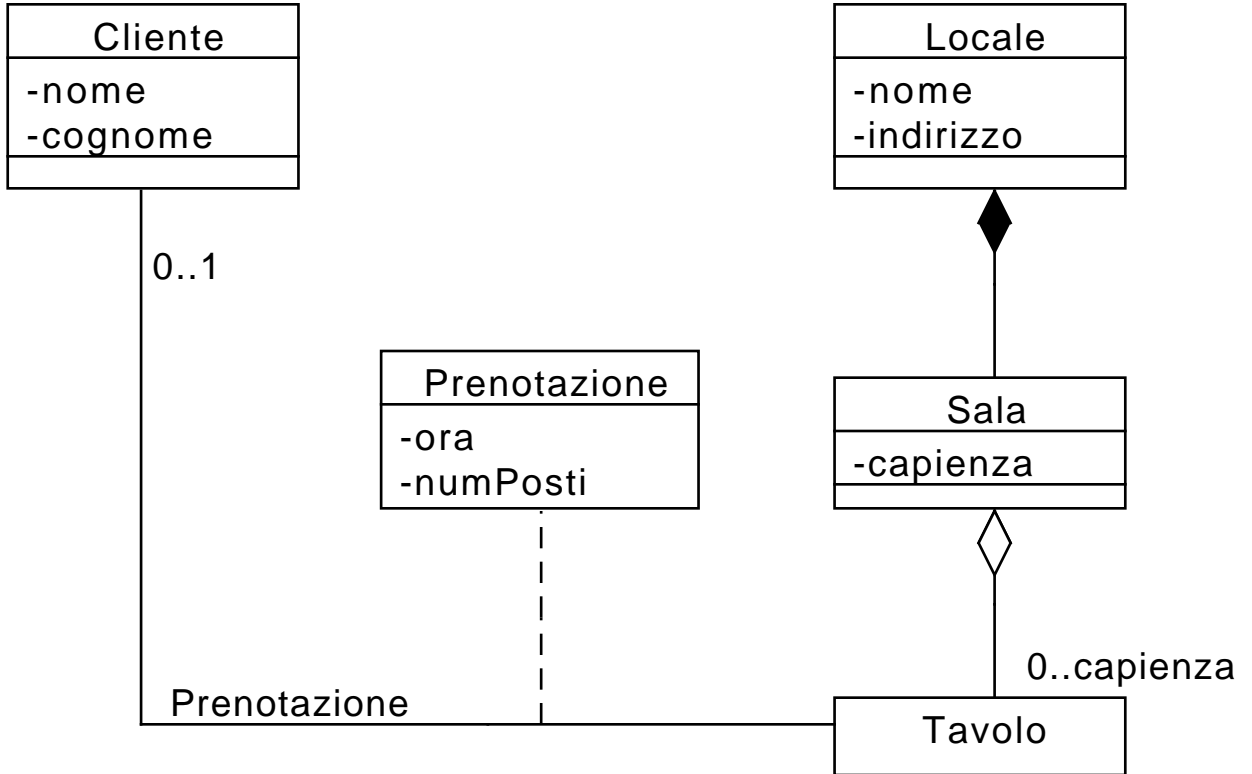 Cliente
-nome
-cognome
Locale
-nome
-indirizzo
0..1
Prenotazione
-ora
-numPosti
Sala
-capienza
0..capienza
Prenotazione
Tavolo